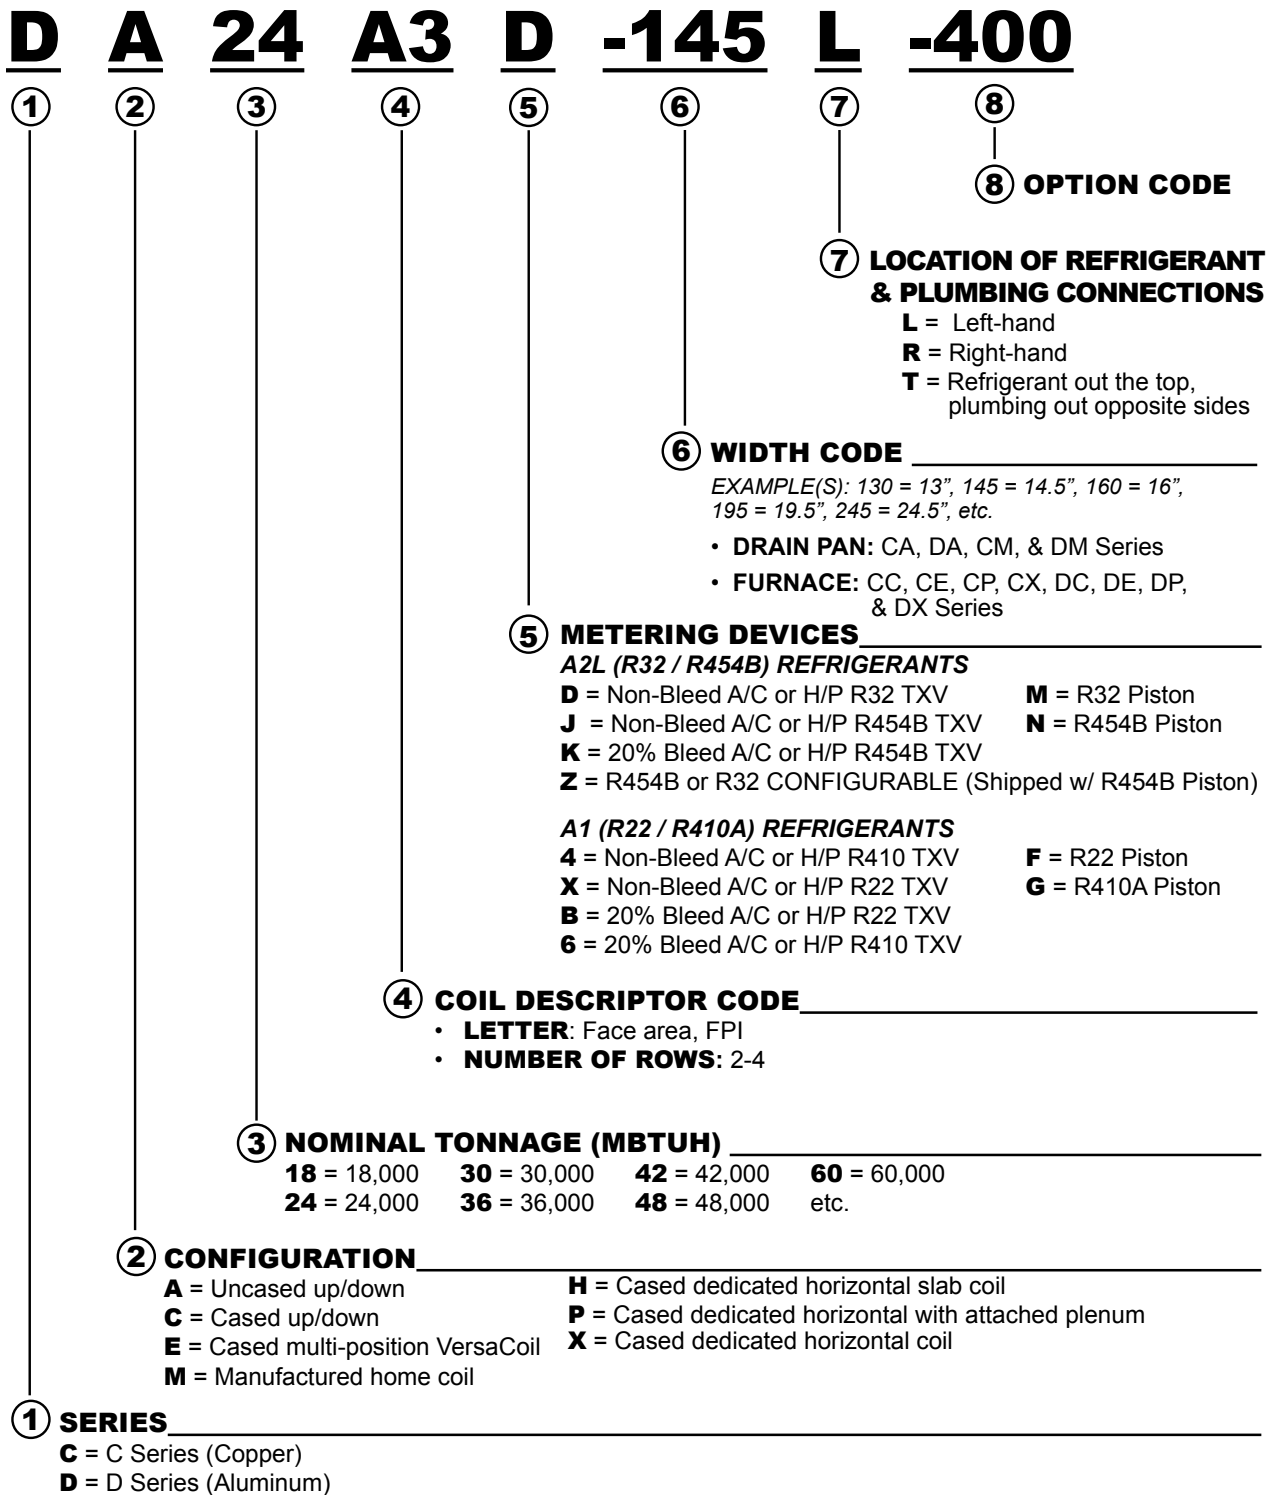 D A 24 A3 D -145 L -400
1 2 3 4 5 6 7 8
8 OPTION CODE
7 LOCATION OF REFRIGERANT
& PLUMBING CONNECTIONS
L = Left-hand
R = Right-hand
T = Refrigerant out the top,
plumbing out opposite sides
6 WIDTH CODE
EXAMPLE(S): 130 = 13”, 145 = 14.5”, 160 = 16”,
195 = 19.5”, 245 = 24.5”, etc.
• DRAIN PAN: CA, DA, CM, & DM Series
• FURNACE: CC, CE, CP, CX, DC, DE, DP,
& DX Series
5 METERING DEVICES
A2L (R32 / R454B) REFRIGERANTS
D = Non-Bleed A/C or H/P R32 TXV M = R32 Piston
J = Non-Bleed A/C or H/P R454B TXV N = R454B Piston
K = 20% Bleed A/C or H/P R454B TXV
Z = R454B or R32 CONFIGURABLE (Shipped w/ R454B Piston)
A1 (R22 / R410A) REFRIGERANTS
4 = Non-Bleed A/C or H/P R410 TXV F = R22 Piston
X = Non-Bleed A/C or H/P R22 TXV G = R410A Piston
B = 20% Bleed A/C or H/P R22 TXV
6 = 20% Bleed A/C or H/P R410 TXV
4 COIL DESCRIPTOR CODE
• LETTER: Face area, FPI
• NUMBER OF ROWS: 2-4
3 NOMINAL TONNAGE (MBTUH)
18 = 18,000 30 = 30,000 42 = 42,000 60 = 60,000
24 = 24,000 36 = 36,000 48 = 48,000 etc.
2 CONFIGURATION
A = Uncased up/down H = Cased dedicated horizontal slab coil
C = Cased up/down P = Cased dedicated horizontal with attached plenum
E = Cased multi-position VersaCoil X = Cased dedicated horizontal coil
M = Manufactured home coil
1 SERIES
C = C Series (Copper)
D = D Series (Aluminum)